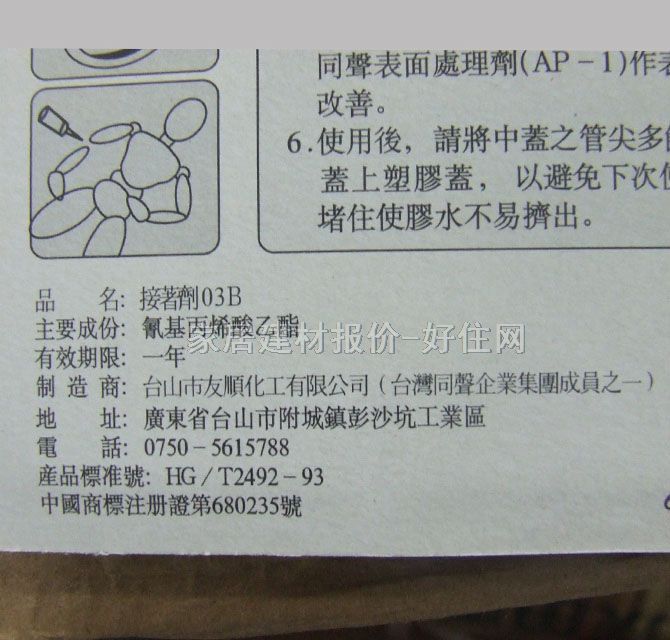 同聲表面處理劑(AP-1)作表
改善。
6.使用後，請將中蓋之管尖多的
蓋上塑膠蓋，以避免下次使
堵住使膠水不易擠出。
品　　名: 接著劑03B
主要成份: 氰基丙烯酸乙酯
有效期限: 一年
制 造 商: 台山市友順化工有限公司（台灣同聲企業集團成員之一）
地　　址: 廣東省台山市附城鎮彭沙坑工業區
電　　話: 0750-5615788
産品標准號: HG/T2492-93
中國商標注册證第680235號
家居建材报价-好住网